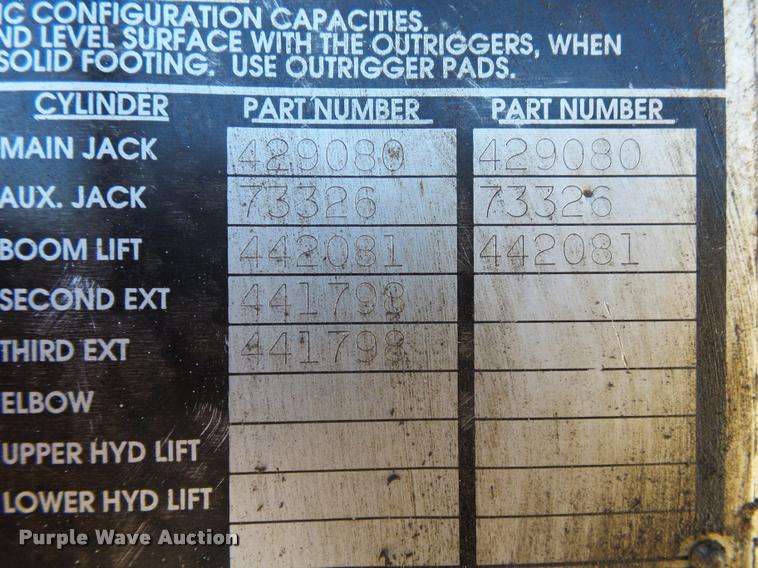 IC CONFIGURATION CAPACITIES.
ND LEVEL SURFACE WITH THE OUTRIGGERS, WHEN
SOLID FOOTING. USE OUTRIGGER PADS.
CYLINDER PART NUMBER PART NUMBER
MAIN JACK 429080 429080
AUX. JACK 73326 73326
BOOM LIFT 442081 442081
SECOND EXT 441798
THIRD EXT 441798
ELBOW
UPPER HYD LIFT
LOWER HYD LIFT
Purple Wave Auction